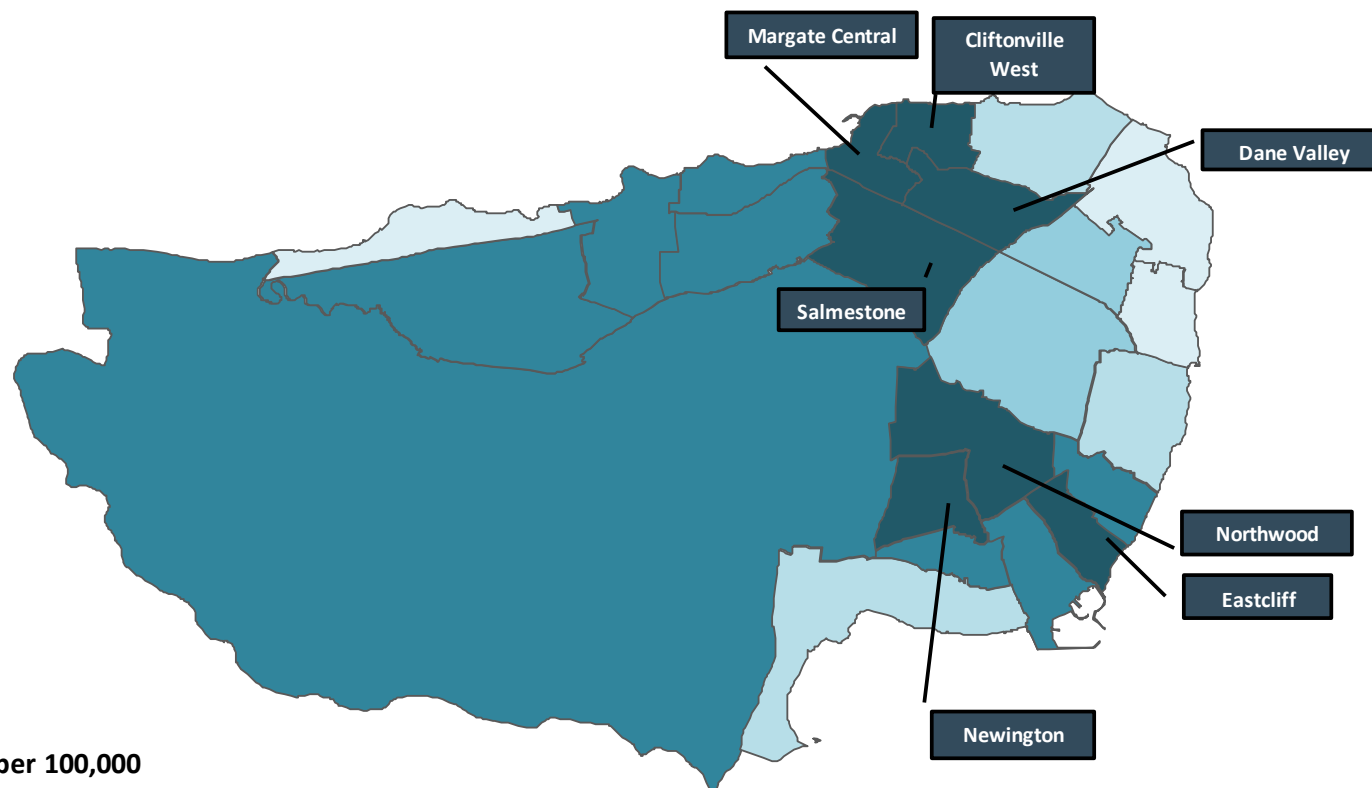 Margate Central
Cliftonville
West
Dane Valley
Salmestone
Northwood
Eastcliff
Newington
per 100,000